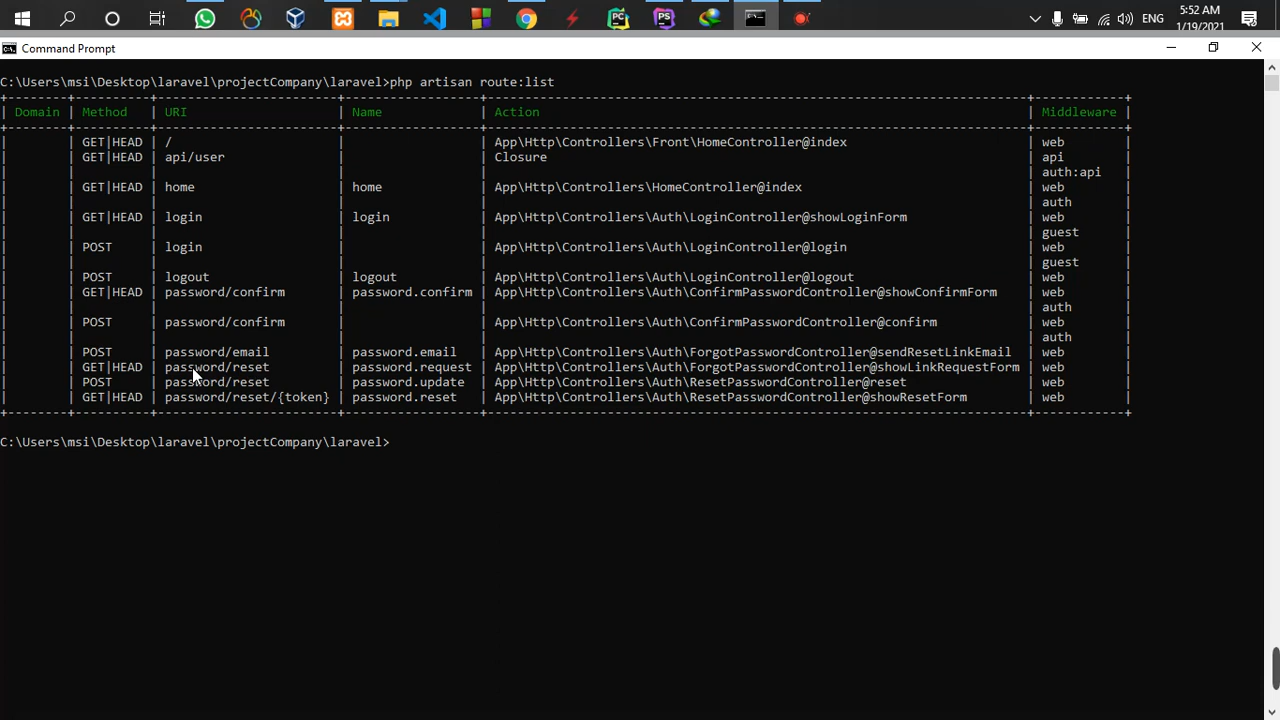 5:52 AM
ENG
1/19/2021
Command Prompt
C:\Users\msi\Desktop\laravel\projectCompany\laravel>php artisan route:list
+--------+----------+------------------------+------------------+------------------------------------------------------------------------+------------+
| Domain | Method | URI | Name | Action | Middleware |
+--------+----------+------------------------+------------------+------------------------------------------------------------------------+------------+
| | GET|HEAD | / | | App\Http\Controllers\Front\HomeController@index | web |
| | GET|HEAD | api/user | | Closure | api |
| | | | | | auth:api |
| | GET|HEAD | home | home | App\Http\Controllers\HomeController@index | web |
| | | | | | auth |
| | GET|HEAD | login | login | App\Http\Controllers\Auth\LoginController@showLoginForm | web |
| | | | | | guest |
| | POST | login | | App\Http\Controllers\Auth\LoginController@login | web |
| | | | | | guest |
| | POST | logout | logout | App\Http\Controllers\Auth\LoginController@logout | web |
| | GET|HEAD | password/confirm | password.confirm | App\Http\Controllers\Auth\ConfirmPasswordController@showConfirmForm | web |
| | | | | | auth |
| | POST | password/confirm | | App\Http\Controllers\Auth\ConfirmPasswordController@confirm | web |
| | | | | | auth |
| | POST | password/email | password.email | App\Http\Controllers\Auth\ForgotPasswordController@sendResetLinkEmail | web |
| | GET|HEAD | password/reset | password.request | App\Http\Controllers\Auth\ForgotPasswordController@showLinkRequestForm | web |
| | POST | password/reset | password.update | App\Http\Controllers\Auth\ResetPasswordController@reset | web |
| | GET|HEAD | password/reset/{token} | password.reset | App\Http\Controllers\Auth\ResetPasswordController@showResetForm | web |
+--------+----------+------------------------+------------------+------------------------------------------------------------------------+------------+
C:\Users\msi\Desktop\laravel\projectCompany\laravel>